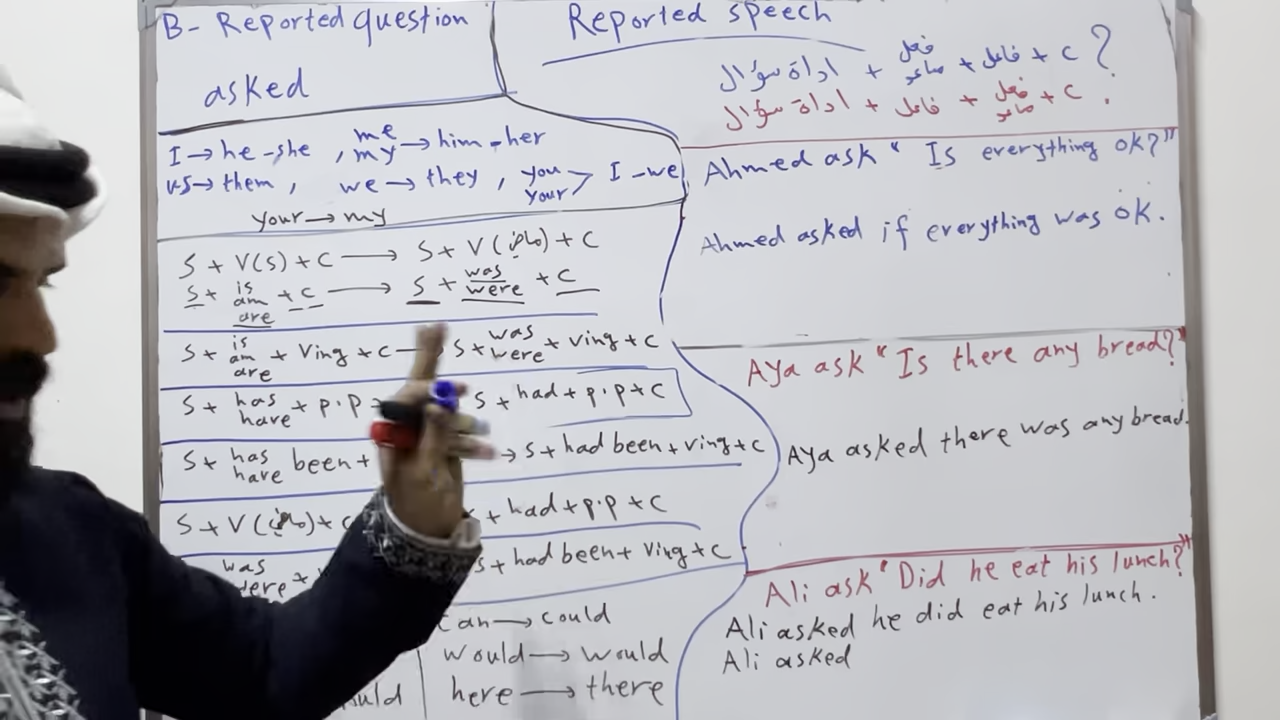 B- Reported question
asked
I → he - she , me my → him - her
us → them , we → they , you your > I - we
your → my
S + V(s) + C → S + V (ماضي) + C
S + is am are + C → S + was were + C
S + is am are + Ving + C → S + was were + Ving + C
S + has have + p.p → S + had + p.p + C
S + has have been + → S + had been + Ving + C
S + V (ماضي) + C + had + p.p + C
was S + had been + Ving + C
can → could
would → would
here → there
Reported speech
اداة سؤال + فعل مساعد + فاعل + C ?
اداة سؤال + فاعل + فعل مساعد + C .
Ahmed ask " Is everything ok?"
Ahmed asked if everything was ok.
Aya ask " Is there any bread?"
Aya asked there was any bread.
Ali ask " Did he eat his lunch?"
Ali asked he did eat his lunch.
Ali asked